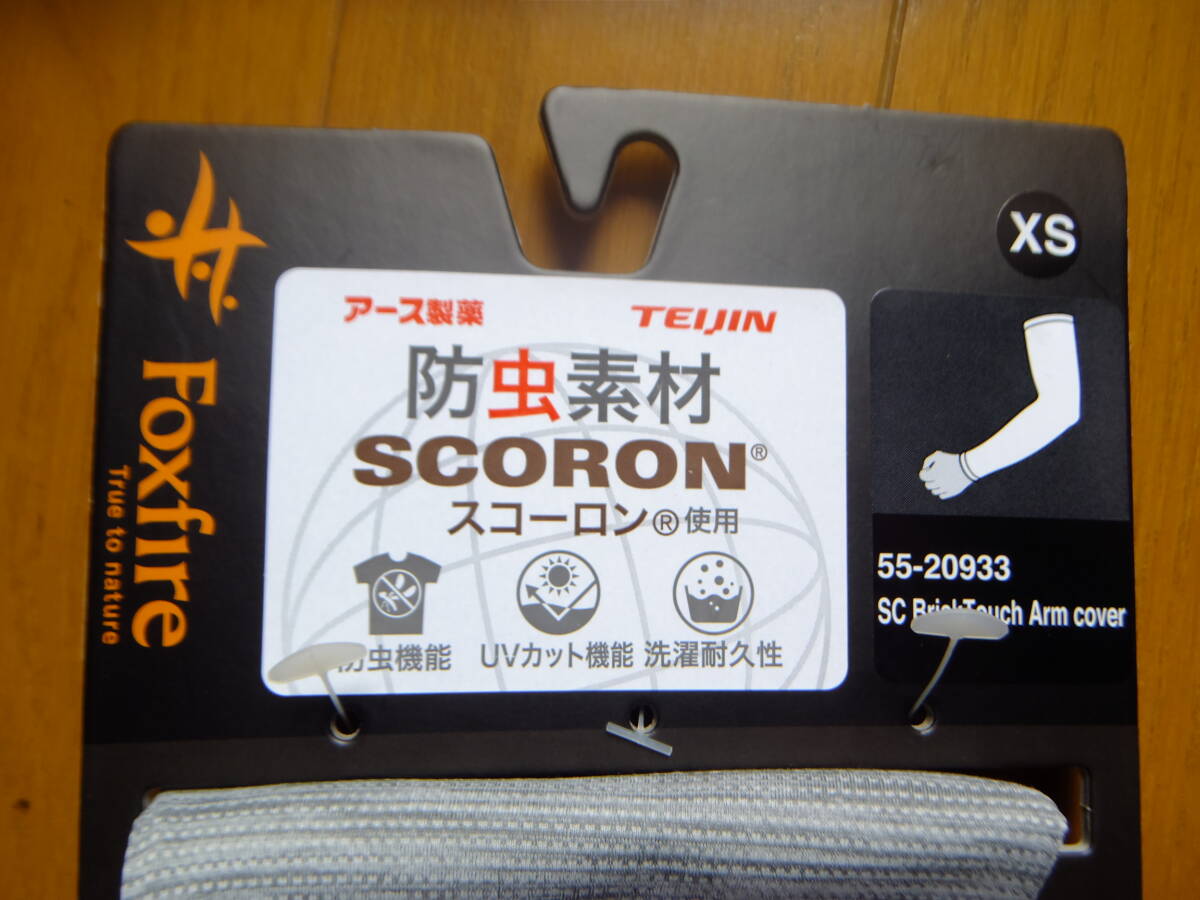 Foxfire
True to nature
アース製薬
TEIJIN
防虫素材
SCORON®
スコーロン®使用
防虫機能
UVカット機能
洗濯耐久性
XS
55-20933
SC BrickTouch Arm cover